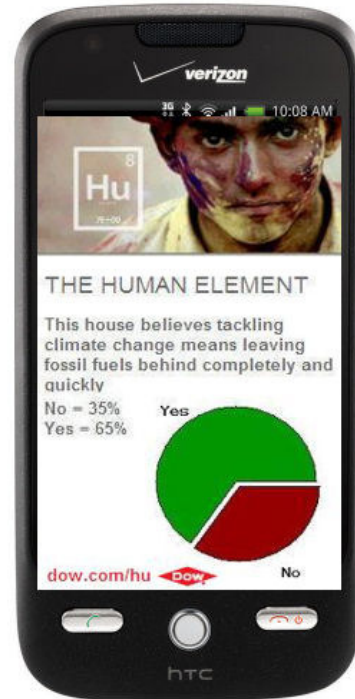 verizon
3G 10:08 AM
8
Hu
THE HUMAN ELEMENT
This house believes tackling
climate change means leaving
fossil fuels behind completely and
quickly
No = 35%
Yes = 65%
Yes
No
dow.com/hu Dow
hTC